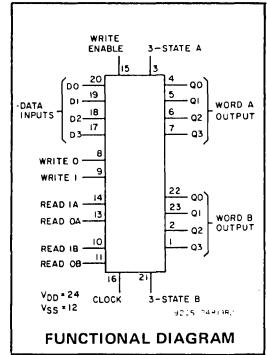 WRITE ENABLE
3-STATE A
15
3
-DATA INPUTS
20
D0
19
D1
18
D2
17
D3
4
Q0
5
Q1
6
Q2
7
Q3
WORD A OUTPUT
8
WRITE 0
9
WRITE 1
14
READ 1A
13
READ 0A
10
READ 1B
11
READ 0B
22
Q0
23
Q1
2
Q2
1
Q3
WORD B OUTPUT
16
21
VDD = 24
VSS = 12
CLOCK
3-STATE B
FUNCTIONAL DIAGRAM